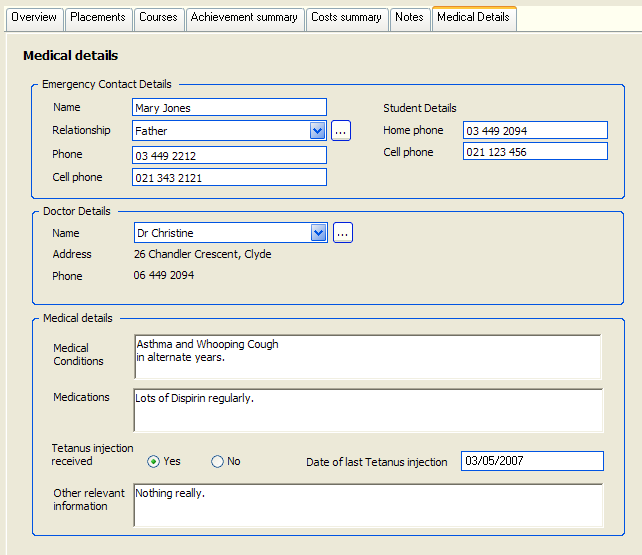 Overview Placements Courses Achievement summary Costs summary Notes Medical Details
Medical details
Emergency Contact Details
Name Mary Jones Student Details
Relationship Father ... Home phone 03 449 2094
Phone 03 449 2212 Cell phone 021 123 456
Cell phone 021 343 2121
Doctor Details
Name Dr Christine ...
Address 26 Chandler Crescent, Clyde
Phone 06 449 2094
Medical details
Medical Conditions Asthma and Whooping Cough
in alternate years.
Medications Lots of Dispirin regularly.
Tetanus injection
received Yes No Date of last Tetanus injection 03/05/2007
Other relevant
information Nothing really.